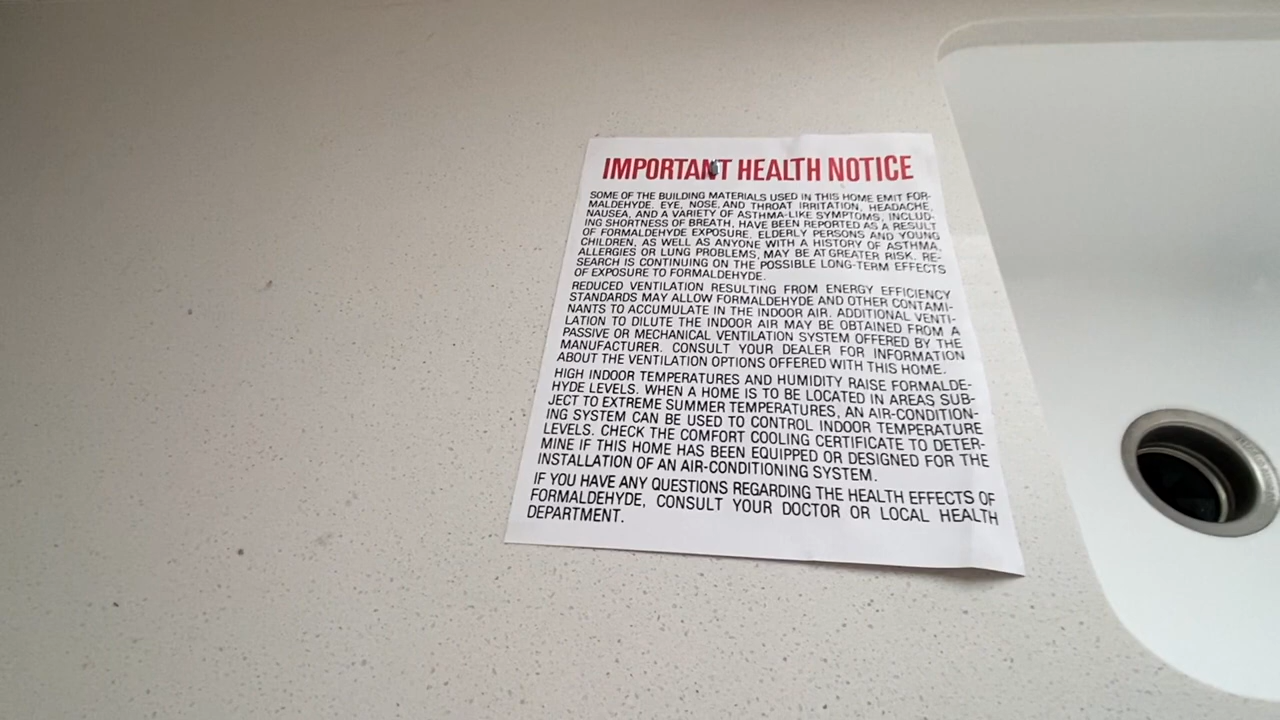 IMPORTANT HEALTH NOTICE
SOME OF THE BUILDING MATERIALS USED IN THIS HOME EMIT FOR-
MALDEHYDE. EYE, NOSE, AND THROAT IRRITATION, HEADACHE,
NAUSEA, AND A VARIETY OF ASTHMA-LIKE SYMPTOMS, INCLUD-
ING SHORTNESS OF BREATH, HAVE BEEN REPORTED AS A RESULT
OF FORMALDEHYDE EXPOSURE. ELDERLY PERSONS AND YOUNG
CHILDREN, AS WELL AS ANYONE WITH A HISTORY OF ASTHMA,
ALLERGIES OR LUNG PROBLEMS, MAY BE AT GREATER RISK. RE-
SEARCH IS CONTINUING ON THE POSSIBLE LONG-TERM EFFECTS
OF EXPOSURE TO FORMALDEHYDE.
REDUCED VENTILATION RESULTING FROM ENERGY EFFICIENCY
STANDARDS MAY ALLOW FORMALDEHYDE AND OTHER CONTAMI-
NANTS TO ACCUMULATE IN THE INDOOR AIR. ADDITIONAL VENTI-
LATION TO DILUTE THE INDOOR AIR MAY BE OBTAINED FROM A
PASSIVE OR MECHANICAL VENTILATION SYSTEM OFFERED BY THE
MANUFACTURER. CONSULT YOUR DEALER FOR INFORMATION
ABOUT THE VENTILATION OPTIONS OFFERED WITH THIS HOME.
HIGH INDOOR TEMPERATURES AND HUMIDITY RAISE FORMALDE-
HYDE LEVELS. WHEN A HOME IS TO BE LOCATED IN AREAS SUB-
JECT TO EXTREME SUMMER TEMPERATURES, AN AIR-CONDITION-
ING SYSTEM CAN BE USED TO CONTROL INDOOR TEMPERATURE
LEVELS. CHECK THE COMFORT COOLING CERTIFICATE TO DETER-
MINE IF THIS HOME HAS BEEN EQUIPPED OR DESIGNED FOR THE
INSTALLATION OF AN AIR-CONDITIONING SYSTEM.
IF YOU HAVE ANY QUESTIONS REGARDING THE HEALTH EFFECTS OF
FORMALDEHYDE, CONSULT YOUR DOCTOR OR LOCAL HEALTH
DEPARTMENT.